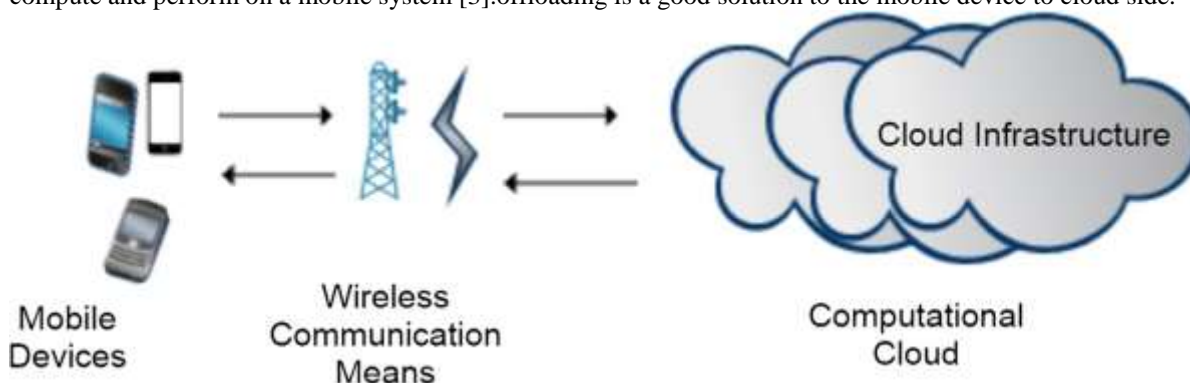 compute and perform on a mobile system [3].offloading is a good solution to the mobile device to cloud side.
Cloud Infrastructure
Mobile
Devices
Wireless
Communication
Means
Computational
Cloud